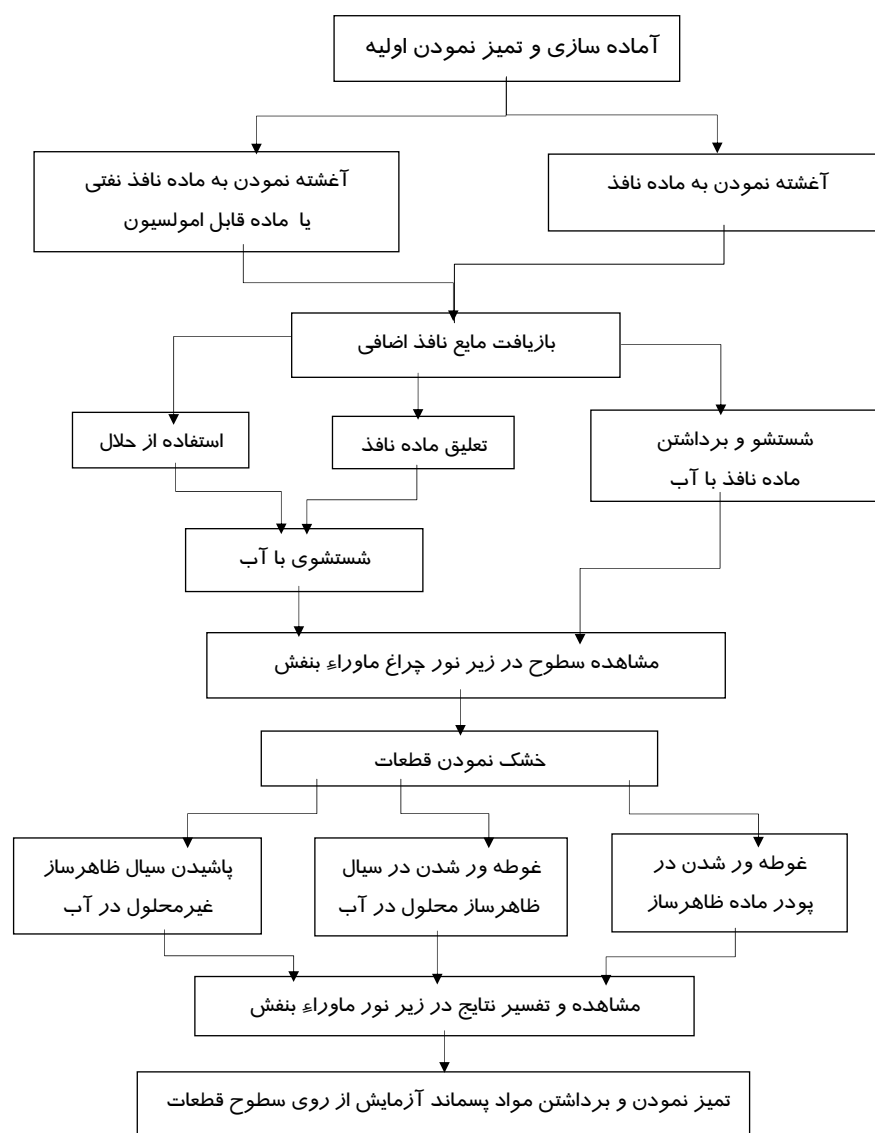 آماده سازی و تمیز نمودن اولیه
آغشته نمودن به ماده نافذ
آغشته نمودن به ماده نافذ نفتی
یا ماده قابل امولسیون
بازیافت مایع نافذ اضافی
شستشو و برداشتن
ماده نافذ با آب
تعلیق ماده نافذ
استفاده از حلال
شستشوی با آب
مشاهده سطوح در زیر نور چراغ ماوراءِ بنفش
خشک نمودن قطعات
غوطه ور شدن در
پودر ماده ظاهرساز
غوطه ور شدن در سیال
ظاهرساز محلول در آب
پاشیدن سیال ظاهرساز
غیرمحلول در آب
مشاهده و تفسیر نتایج در زیر نور ماوراءِ بنفش
تمیز نمودن و برداشتن مواد پسماند آزمایش از روی سطوح قطعات